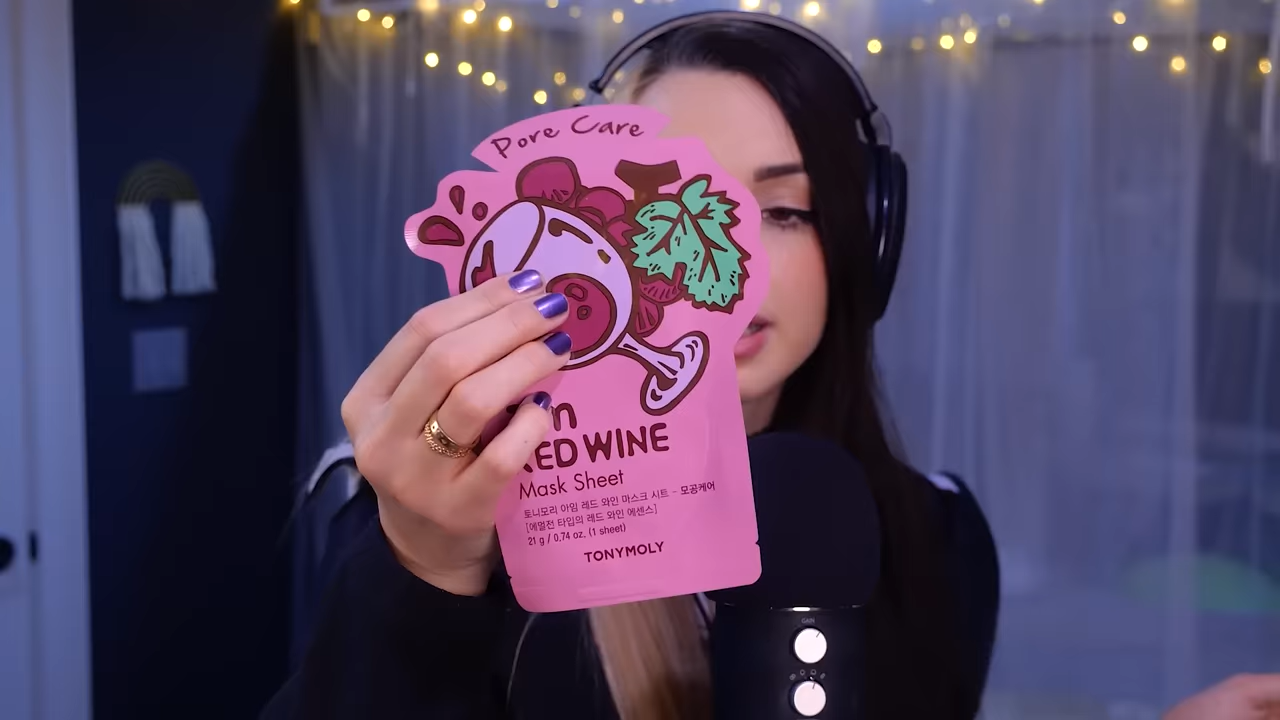 Pore Care
RED WINE
Mask Sheet
토니모리 아임 레드 와인 마스크 시트 - 모공케어
[에멀전 타입의 레드 와인 에센스]
21 g / 0.74 oz. (1 sheet)
TONYMOLY
GAIN